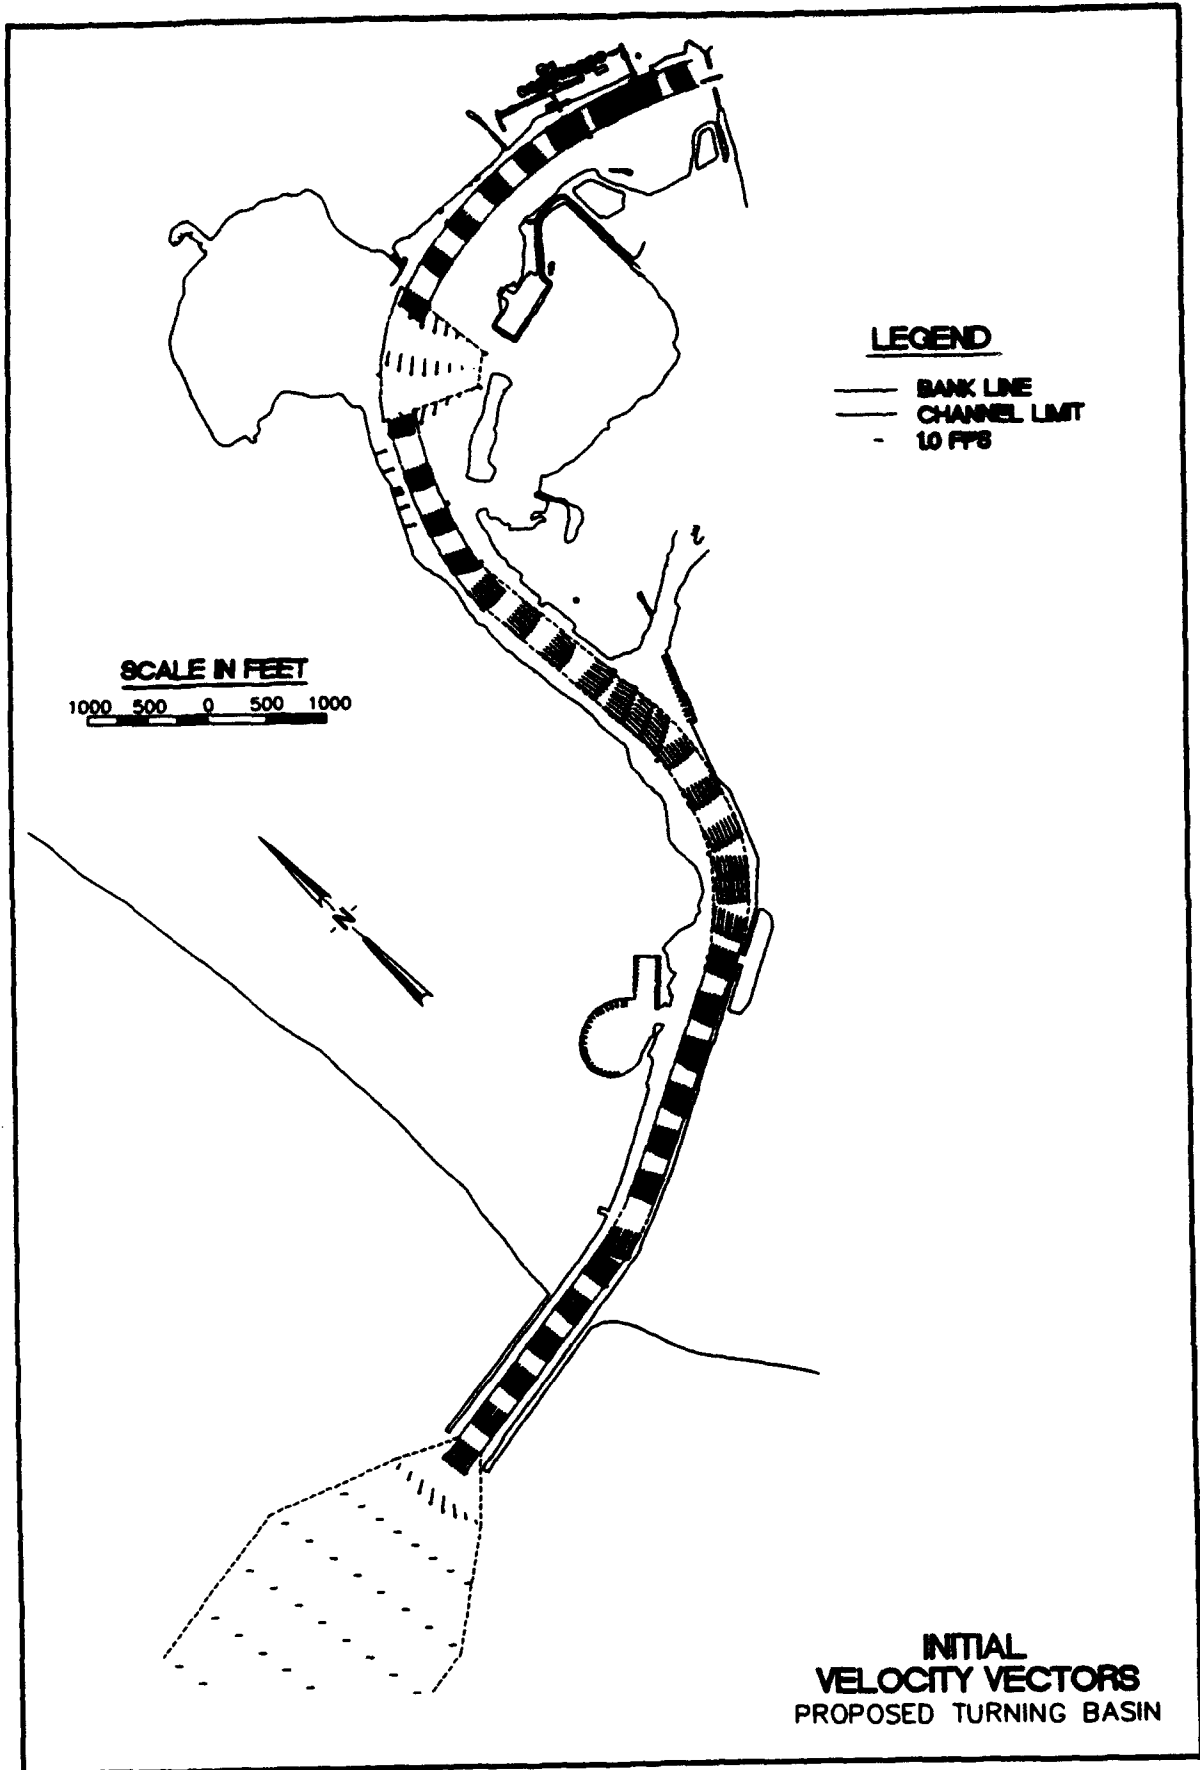 LEGEND
BANK LINE
CHANNEL LIMIT
1.0 FPS
SCALE IN FEET
1000 500 0 500 1000
N
INITIAL
VELOCITY VECTORS
PROPOSED TURNING BASIN